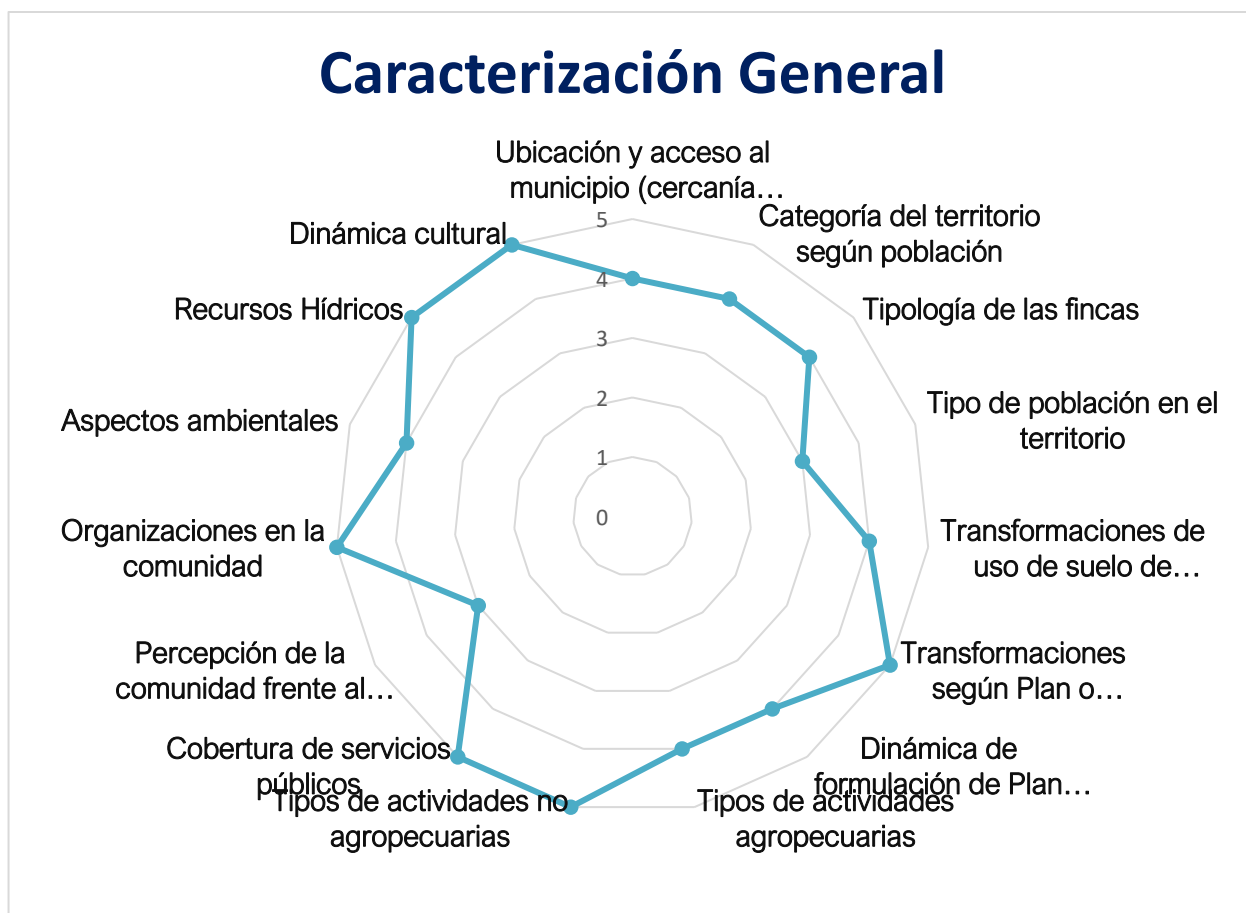 Caracterización General
Ubicación y acceso al
municipio (cercanía…
Categoría del territorio
según población
Tipología de las fincas
Tipo de población en el
territorio
Transformaciones de
uso de suelo de…
Transformaciones
según Plan o…
Dinámica de
formulación de Plan…
Tipos de actividades
agropecuarias
Tipos de actividades no
agropecuarias
Cobertura de servicios
públicos
Percepción de la
comunidad frente al…
Organizaciones en la
comunidad
Aspectos ambientales
Recursos Hídricos
Dinámica cultural
5
4
3
2
1
0